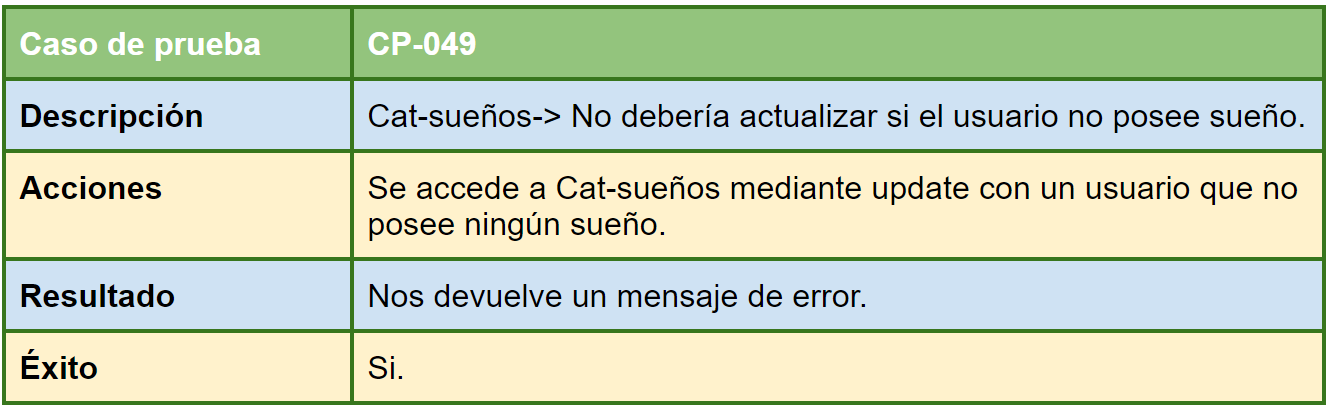 Caso de prueba CP-049
Descripción Cat-sueños-> No debería actualizar si el usuario no posee sueño.
Acciones Se accede a Cat-sueños mediante update con un usuario que no
posee ningún sueño.
Resultado Nos devuelve un mensaje de error.
Éxito Si.